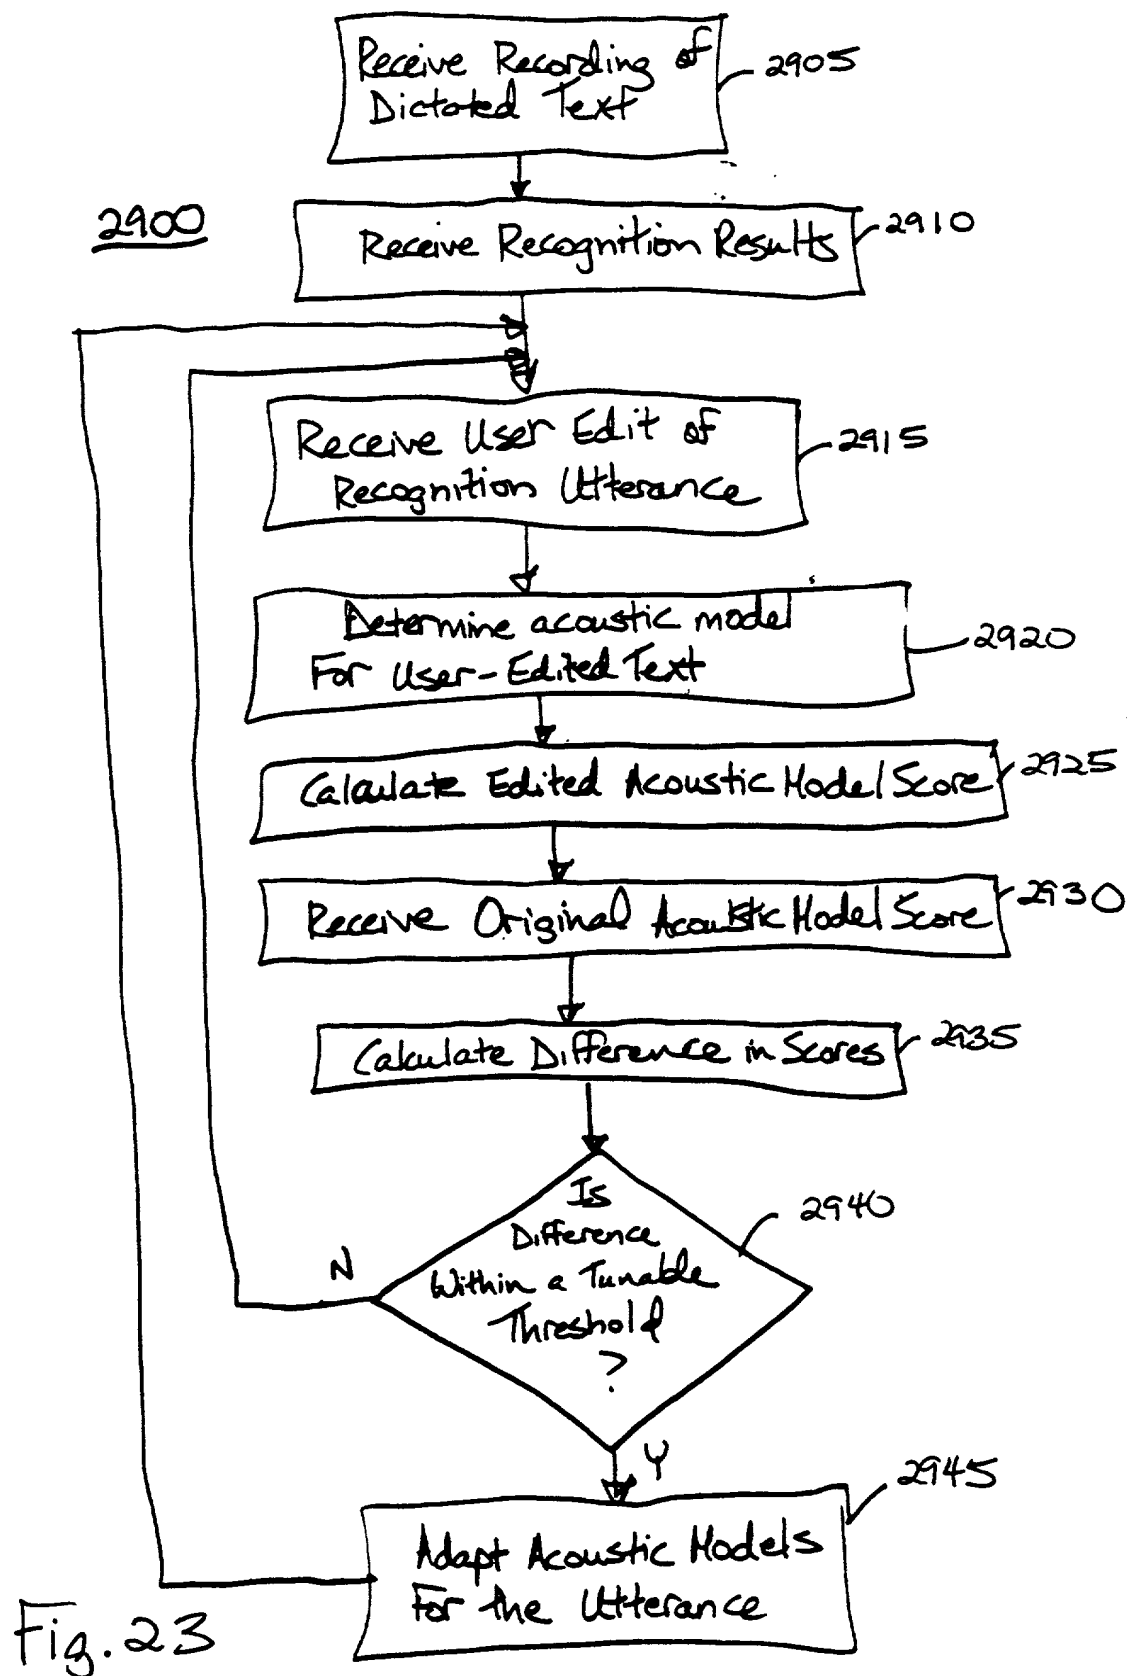 Receive Recording of
Dictated Text
2905
2900
Receive Recognition Results
2910
Receive User Edit of
Recognition Utterance
2915
Determine acoustic model
For User-Edited Text
2920
Calculate Edited Acoustic Model Score
2925
Receive Original Acoustic Model Score
2930
Calculate Difference in Scores
2935
Is
Difference
Within a Tunable
Threshold
?
2940
N
Y
Adapt Acoustic Models
For the Utterance
2945
Fig. 23